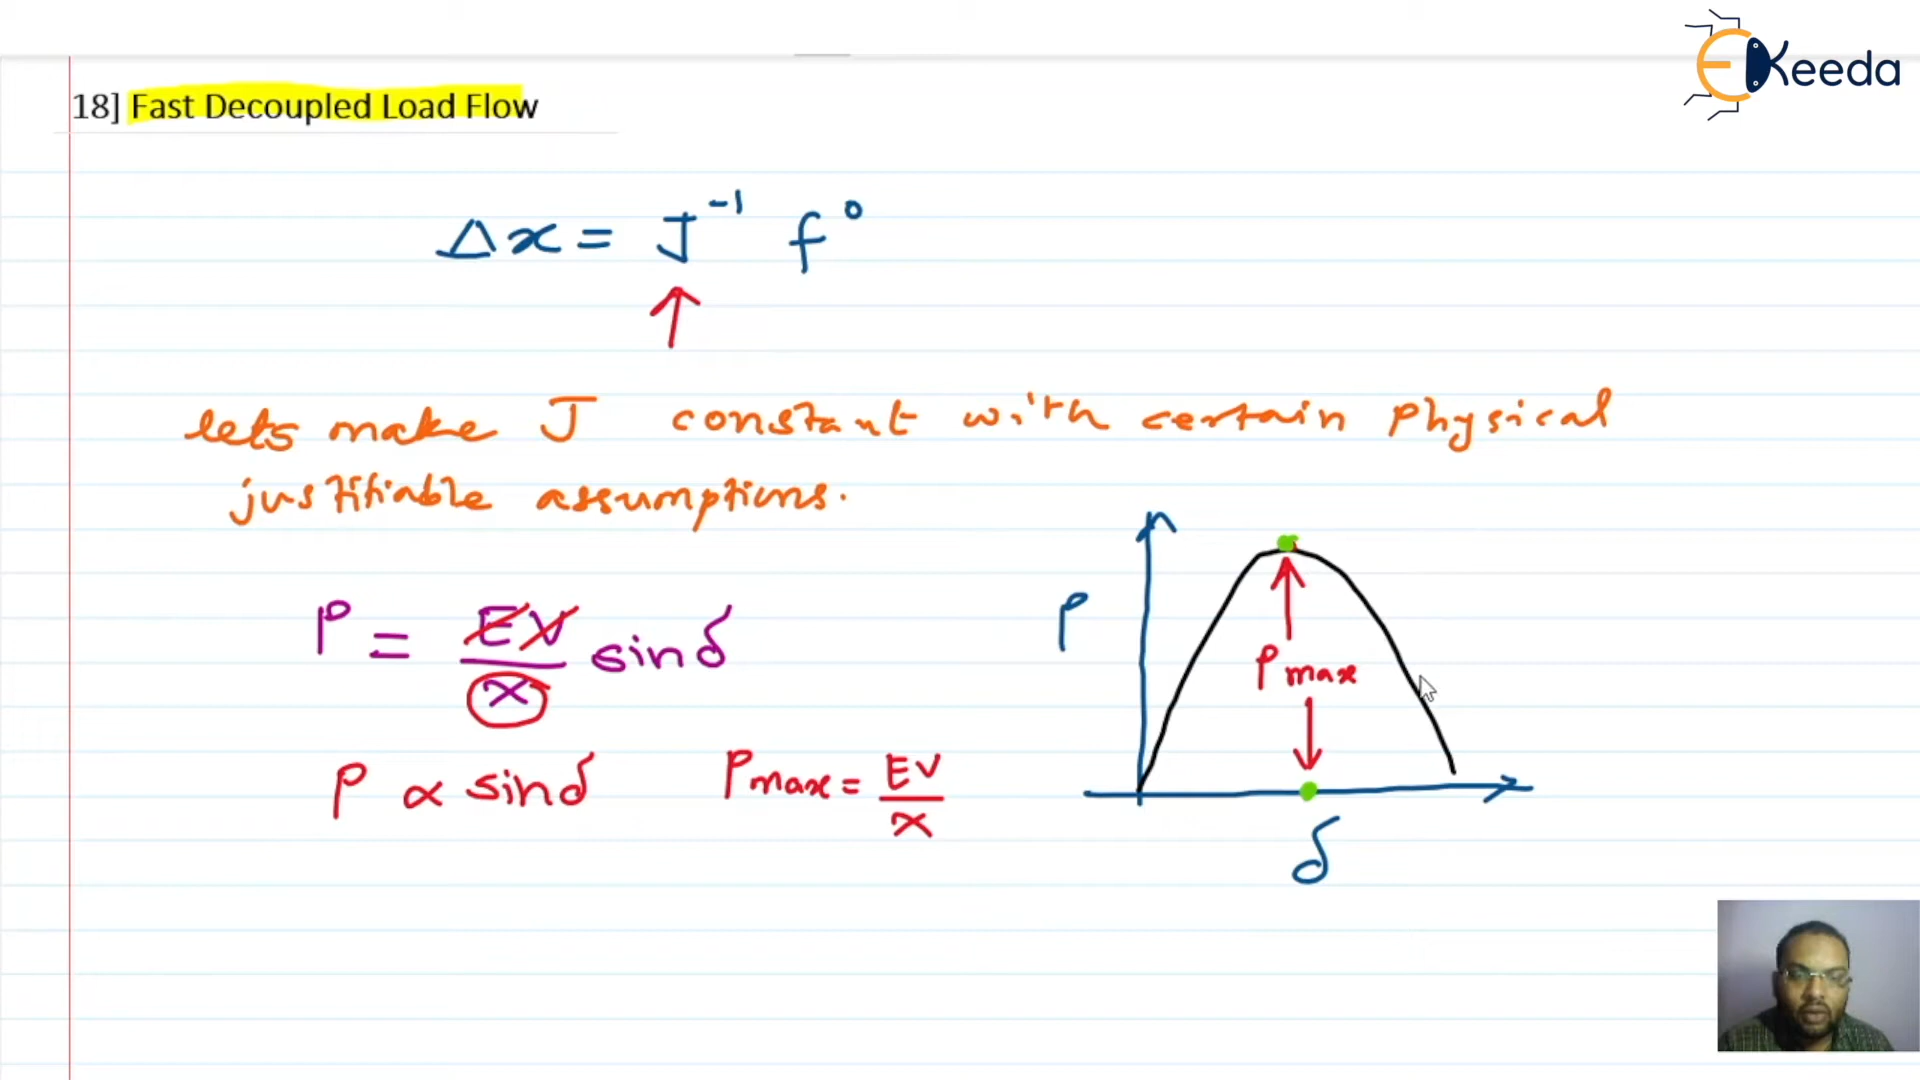 EKeeda
18] Fast Decoupled Load Flow
Δx = J⁻¹ f⁰
lets make J constant with certain physical
justifiable assumptions.
P = EV/X sinδ
P ∝ sinδ
Pmax = EV/X
P
Pmax
δ